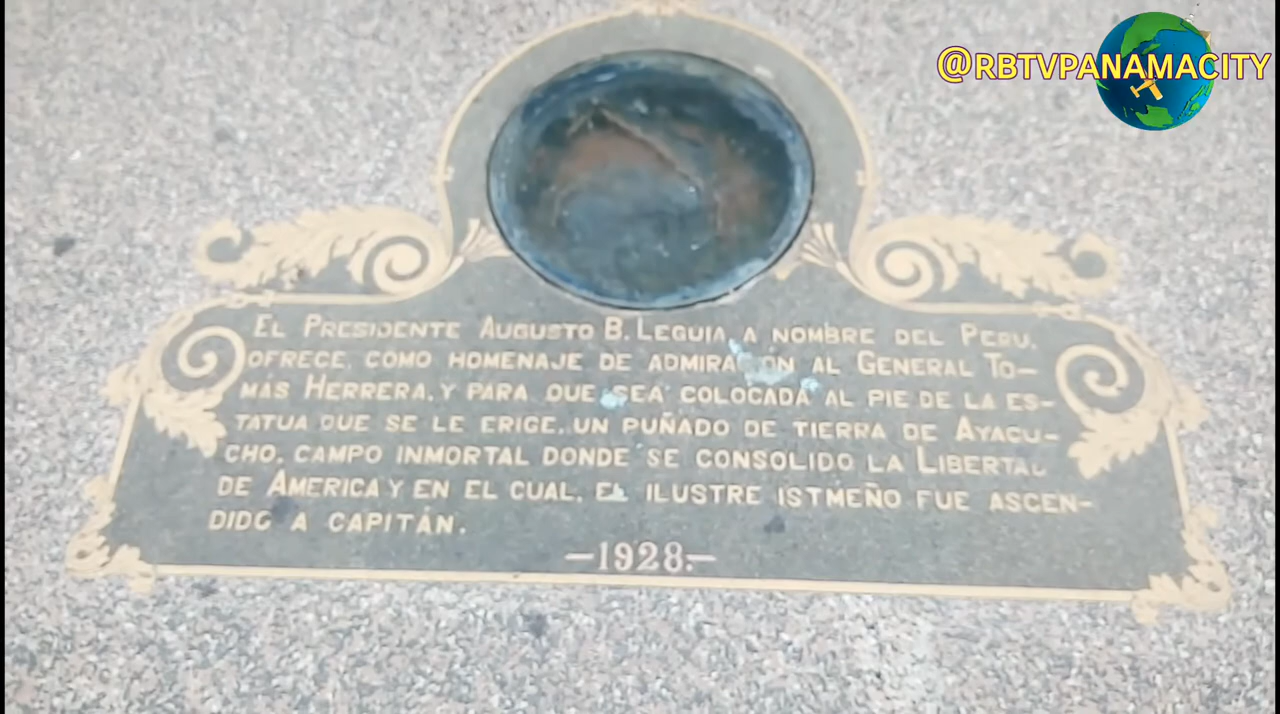 @RBTVPANAMACITY
EL PRESIDENTE AUGUSTO B. LEGUIA, A NOMBRE DEL PERU,
OFRECE, COMO HOMENAJE DE ADMIRACION AL GENERAL TO-
MÁS HERRERA, Y PARA QUE SEA COLOCADA AL PIE DE LA ES-
TATUA QUE SE LE ERIGE, UN PUÑADO DE TIERRA DE AYACU-
CHO, CAMPO INMORTAL DONDE SE CONSOLIDO LA LIBERTAD
DE AMERICA Y EN EL CUAL, EL ILUSTRE ISTMEÑO FUE ASCEN-
DIDO A CAPITÁN.
-1928.-